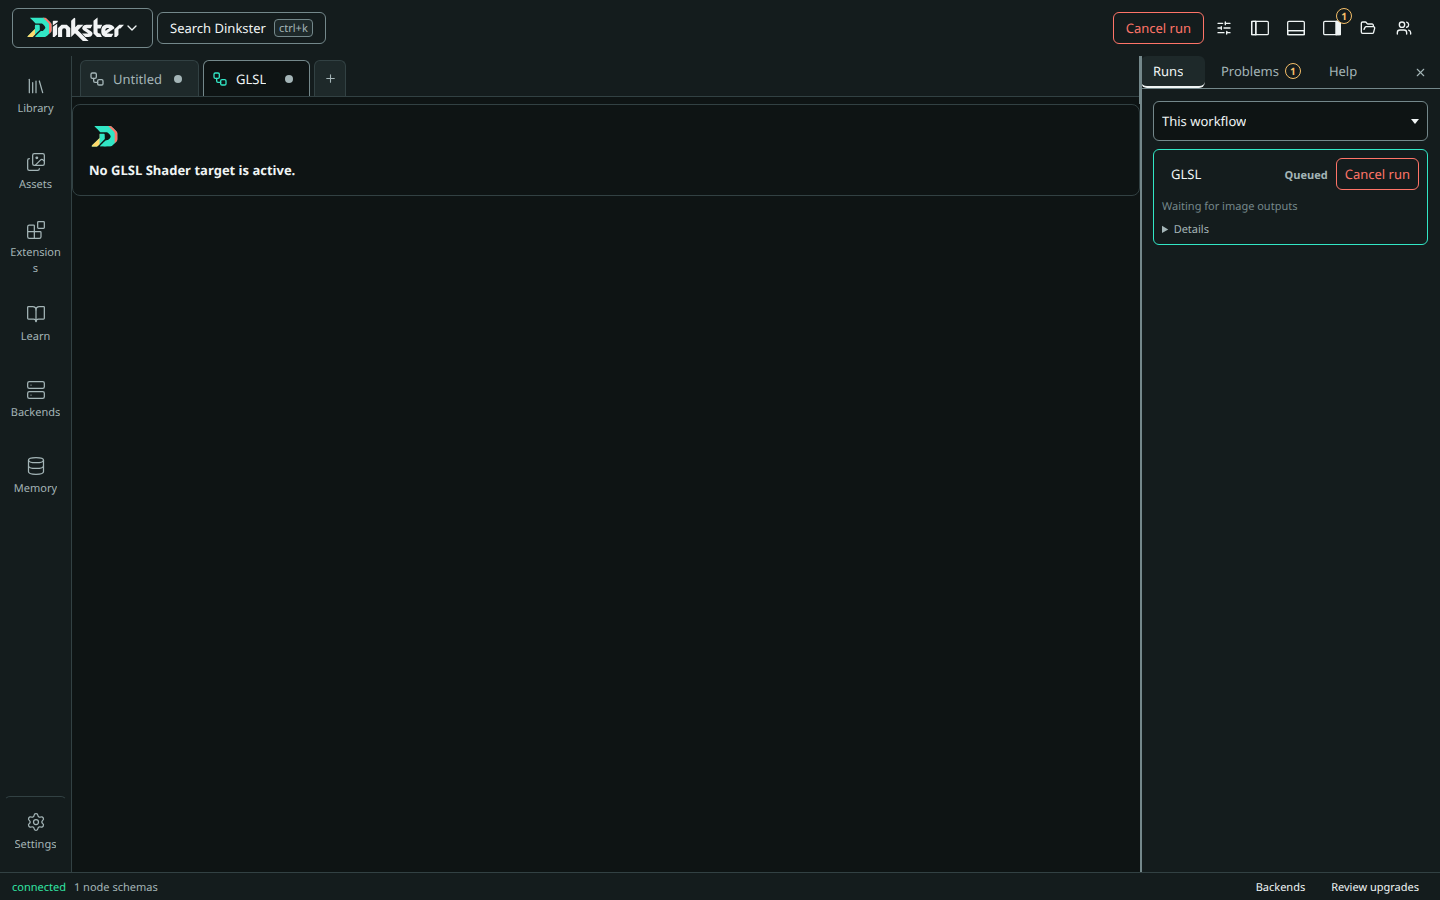 Dinkster
Search Dinkster ctrl+k
Cancel run
1
Library
Assets
Extension
s
Learn
Backends
Memory
Settings
Untitled
GLSL
No GLSL Shader target is active.
Runs
Problems 1
Help
This workflow
GLSL
Queued
Cancel run
Waiting for image outputs
Details
connected
1 node schemas
Backends
Review upgrades